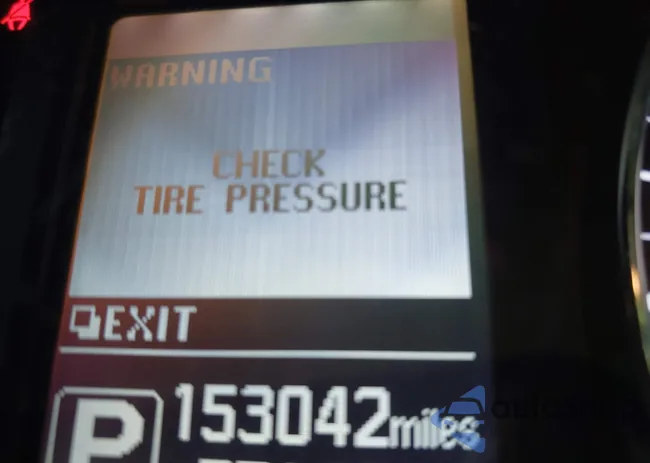 WARNING
CHECK
TIRE PRESSURE
EXIT
P 153042miles